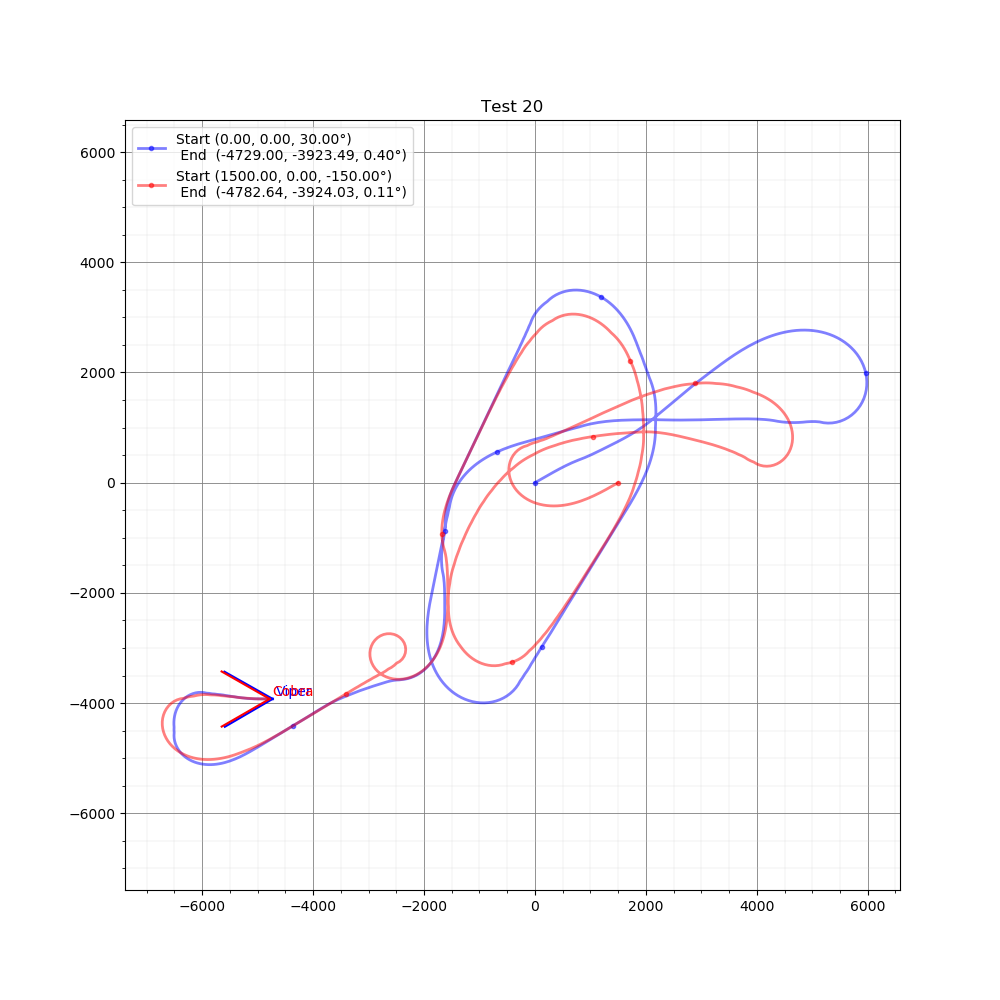 Test 20
Start (0.00, 0.00, 30.00°)
End (-4729.00, -3923.49, 0.40°)
Start (1500.00, 0.00, -150.00°)
End (-4782.64, -3924.03, 0.11°)
6000
4000
2000
0
−2000
−4000
−6000
Cobra
Viper
−6000 −4000 −2000 0 2000 4000 6000